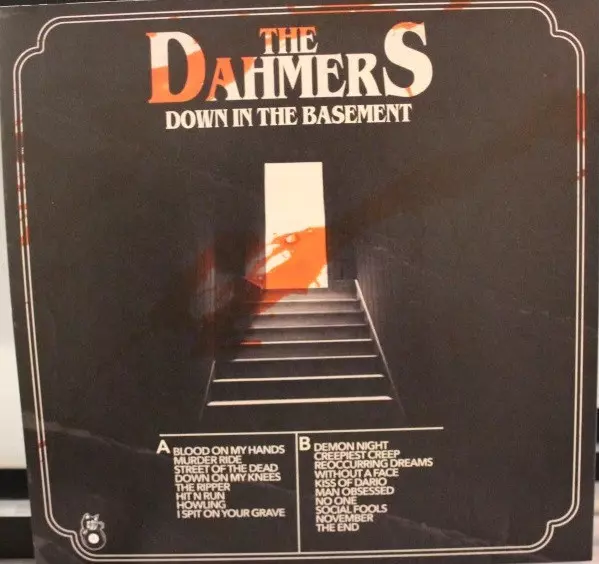 THE
DAHMERS
DOWN IN THE BASEMENT
A
BLOOD ON MY HANDS
MURDER RIDE
STREET OF THE DEAD
DOWN ON MY KNEES
THE RIPPER
HIT N RUN
HOWLING
I SPIT ON YOUR GRAVE
B
DEMON NIGHT
CREEPIEST CREEP
REOCCURRING DREAMS
WITHOUT A FACE
KISS OF DARIO
MAN OBSESSED
NO ONE
SOCIAL FOOLS
NOVEMBER
THE END